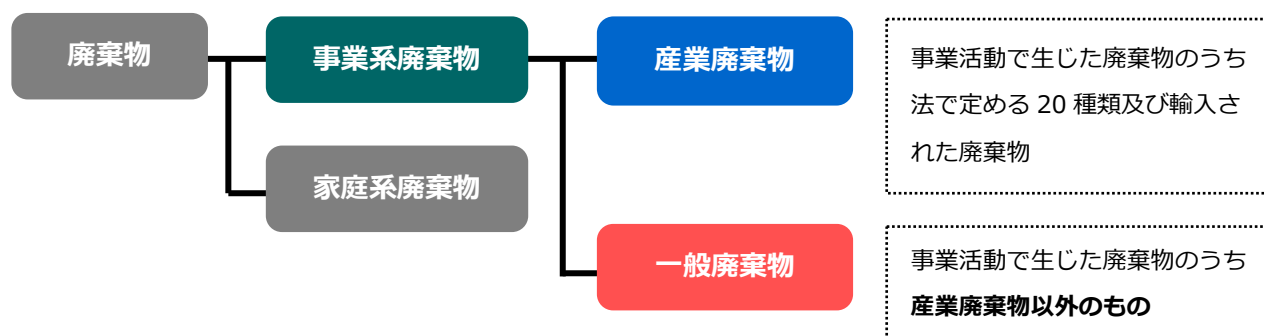 廃棄物
事業系廃棄物
産業廃棄物
事業活動で生じた廃棄物のうち
法で定める 20 種類及び輸入さ
れた廃棄物
家庭系廃棄物
一般廃棄物
事業活動で生じた廃棄物のうち
産業廃棄物以外のもの